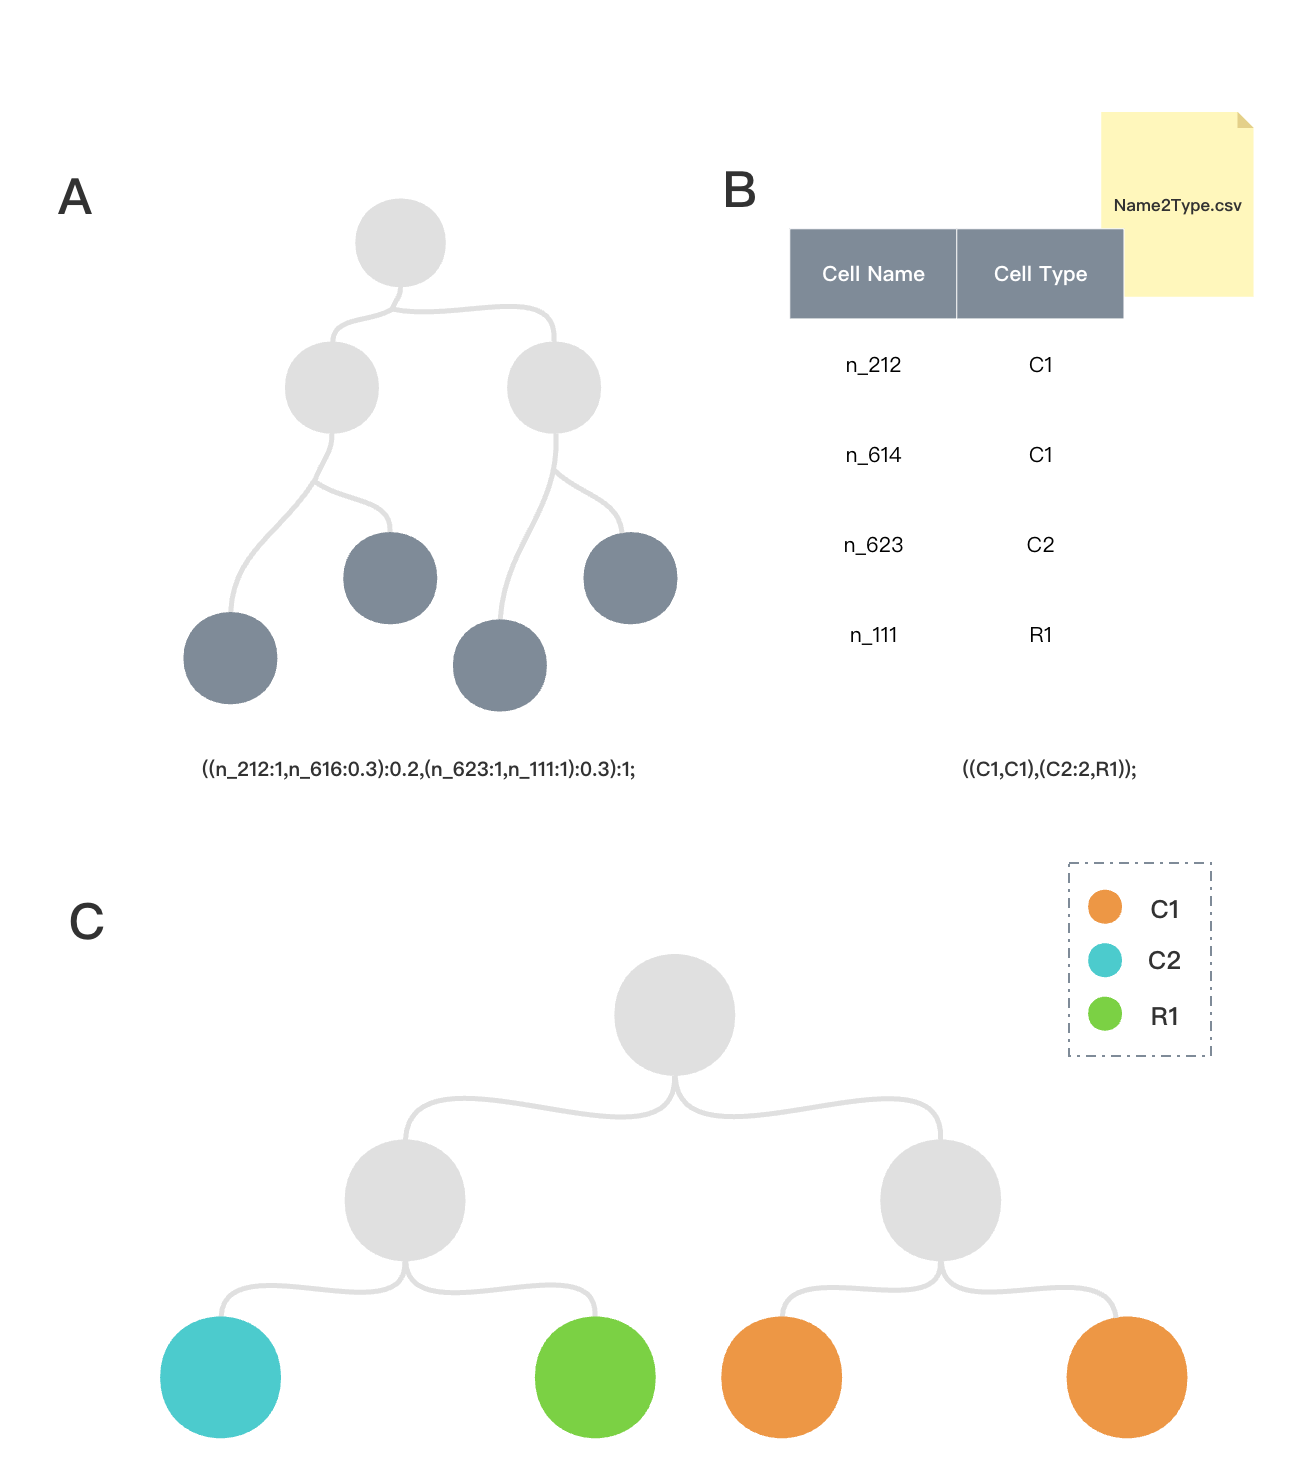 A
B
Name2Type.csv
Cell Name Cell Type
n_212 C1
n_614 C1
n_623 C2
n_111 R1
((n_212:1,n_616:0.3):0.2,(n_623:1,n_111:1):0.3):1;
((C1,C1),(C2:2,R1));
C
C1
C2
R1